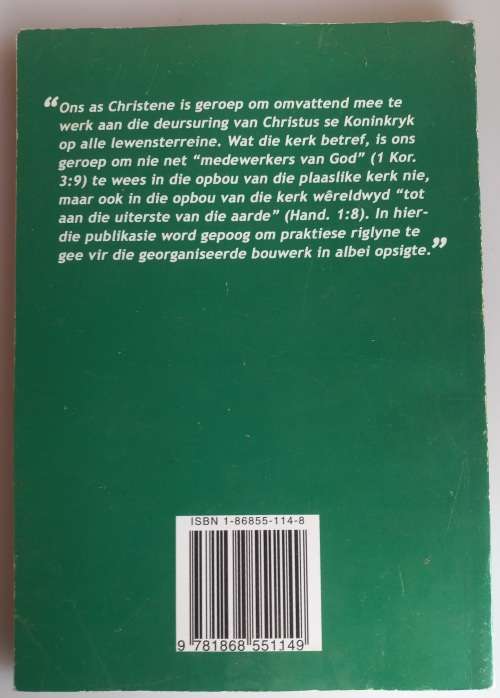 “Ons as Christene is geroep om omvattend mee te
werk aan die deursuring van Christus se Koninkryk
op alle lewensterreine. Wat die kerk betref, is ons
geroep om nie net “medewerkers van God” (1 Kor.
3:9) te wees in die opbou van die plaaslike kerk nie,
maar ook in die opbou van die kerk wêreldwyd “tot
aan die uiterste van die aarde” (Hand. 1:8). In hier-
die publikasie word gepoog om praktiese riglyne te
gee vir die georganiseerde bouwerk in albei opsigte.”
ISBN 1-86855-114-8
9 781868 551149